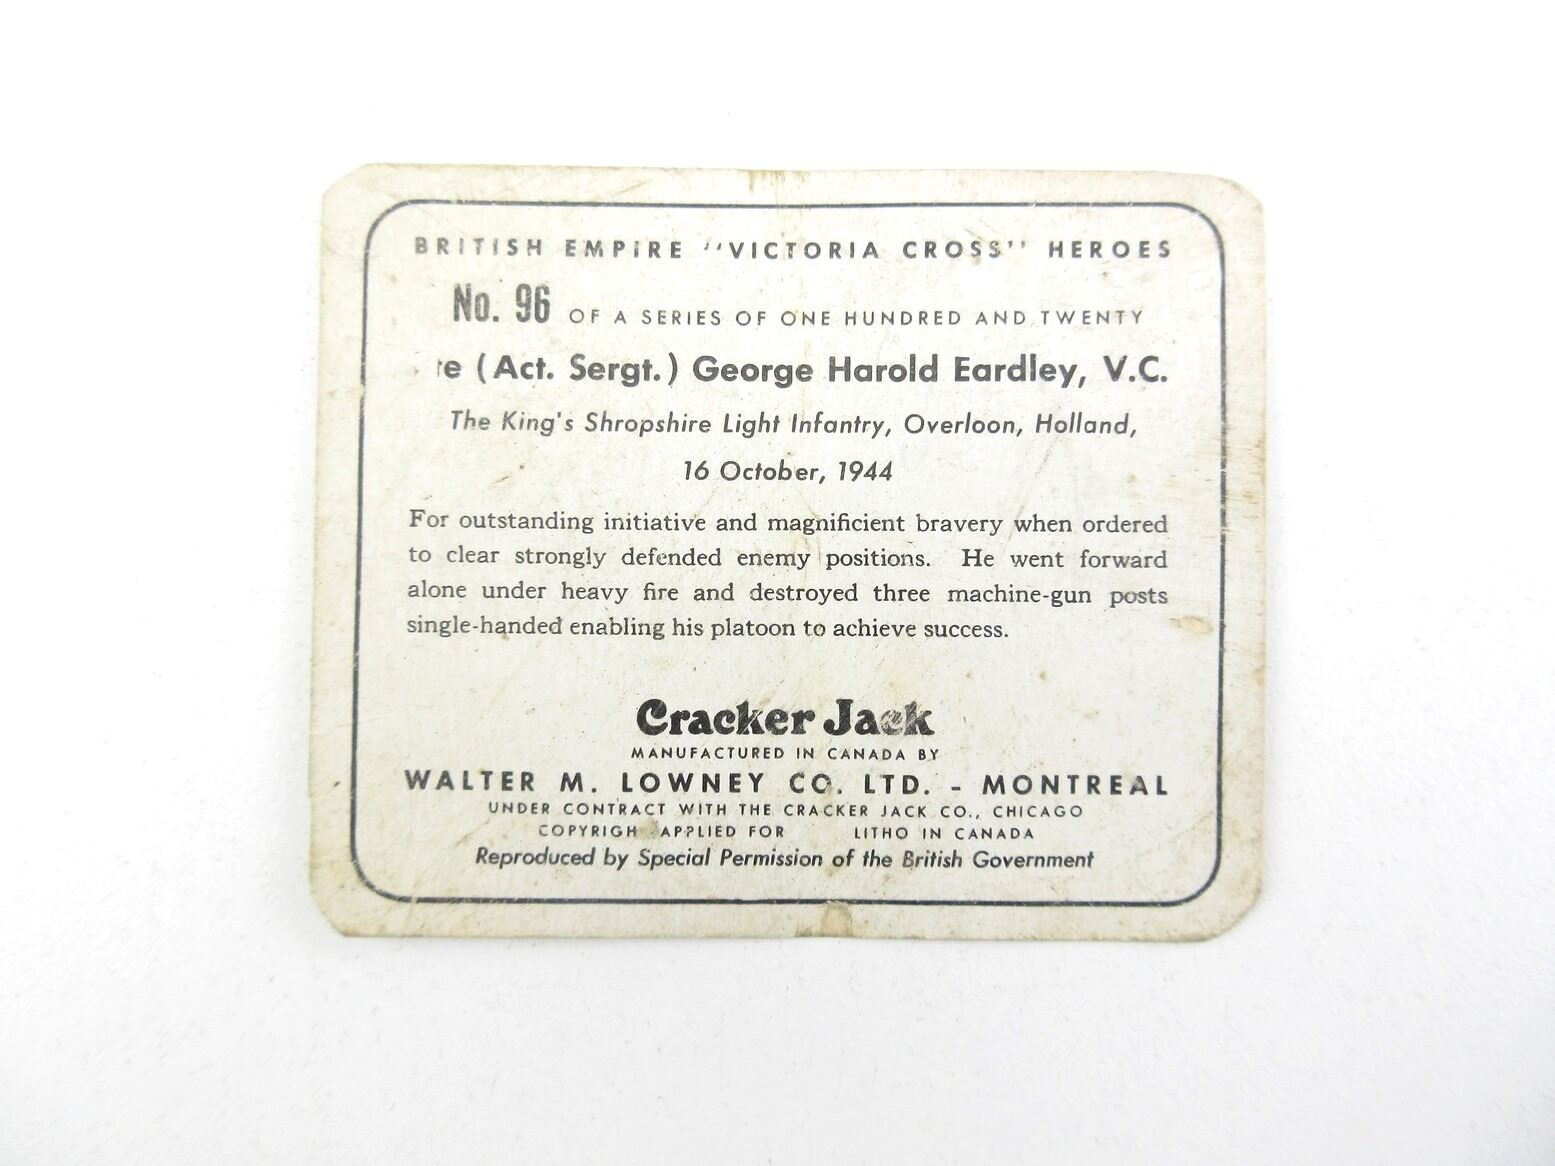 BRITISH EMPIRE "VICTORIA CROSS" HEROES
No. 96 OF A SERIES OF ONE HUNDRED AND TWENTY
(Act. Sergt.) George Harold Eardley, V.C.
The King's Shropshire Light Infantry, Overloon, Holland,
16 October, 1944
For outstanding initiative and magnificient bravery when ordered
to clear strongly defended enemy positions. He went forward
alone under heavy fire and destroyed three machine-gun posts
single-handed enabling his platoon to achieve success.
Cracker Jack
MANUFACTURED IN CANADA BY
WALTER M. LOWNEY CO. LTD. - MONTREAL
UNDER CONTRACT WITH THE CRACKER JACK CO., CHICAGO
COPYRIGH APPLIED FOR LITHO IN CANADA
Reproduced by Special Permission of the British Government